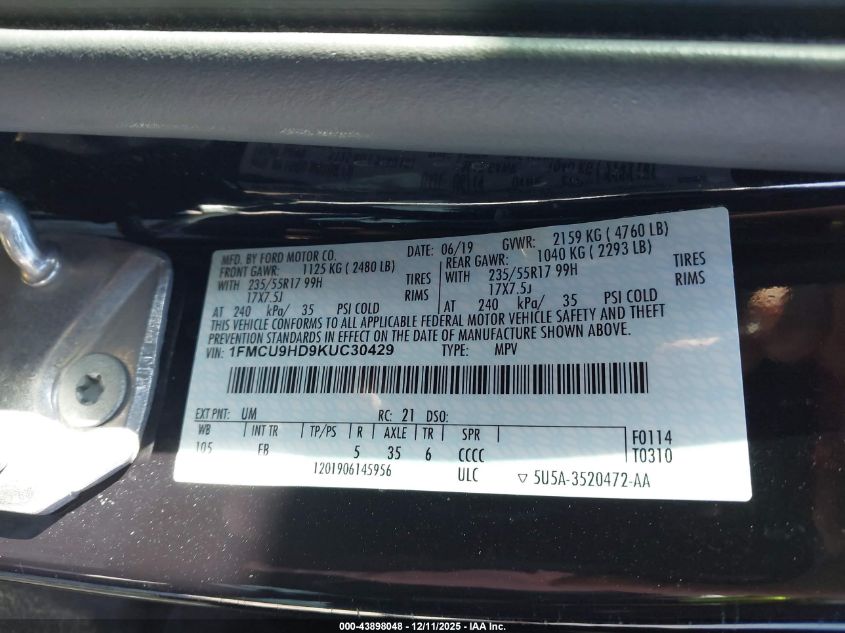 MFD. BY FORD MOTOR CO. DATE: 06/19 GVWR: 2159 KG ( 4760 LB)
FRONT GAWR: 1125 KG ( 2480 LB) REAR GAWR: 1040 KG ( 2293 LB)
WITH 235/55R17 99H TIRES WITH 235/55R17 99H TIRES
17X7.5J RIMS 17X7.5J RIMS
AT 240 kPa/ 35 PSI COLD AT 240 kPa/ 35 PSI COLD
THIS VEHICLE CONFORMS TO ALL APPLICABLE FEDERAL MOTOR VEHICLE SAFETY AND THEFT
PREVENTION STANDARDS IN EFFECT ON THE DATE OF MANUFACTURE SHOWN ABOVE.
VIN: 1FMCU9HD9KUC30429 TYPE: MPV
EXT PNT: UM RC: 21 DSO:
WB INT TR TP/PS R AXLE TR SPR F0114
105 FB 5 35 6 CCCC T0310
1201906145956 ULC ▽ 5U5A-3520472-AA
000-43898048 - 12/11/2025 - IAA Inc.